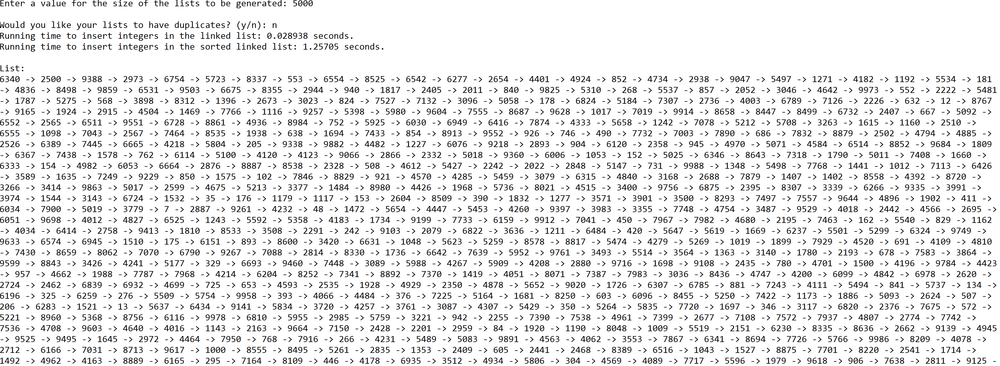 Enter a value for the size of the lists to be generated: 5000
Would you like your lists to have duplicates? (y/n): n
Running time to insert integers in the linked list: 0.028938 seconds.
Running time to insert integers in the sorted linked list: 1.25705 seconds.
List:
6340 -> 2500 -> 9388 -> 2973 -> 6754 -> 5723 -> 8337 -> 553 -> 6554 -> 8525 -> 6542 -> 6277 -> 2654 -> 4401 -> 4924 -> 852 -> 4734 -> 2938 -> 9047 -> 5497 -> 1271 -> 4182 -> 1192 -> 5534 -> 181
-> 4836 -> 8498 -> 9859 -> 6531 -> 9503 -> 6675 -> 8355 -> 2944 -> 940 -> 1817 -> 2405 -> 2011 -> 840 -> 9825 -> 5310 -> 268 -> 5537 -> 857 -> 2052 -> 3046 -> 4642 -> 9973 -> 552 -> 2222 -> 5481
-> 1787 -> 5275 -> 568 -> 3898 -> 8312 -> 1396 -> 2673 -> 3023 -> 824 -> 7527 -> 7132 -> 3096 -> 5058 -> 178 -> 6824 -> 5184 -> 7307 -> 2736 -> 4003 -> 6789 -> 7126 -> 2226 -> 632 -> 12 -> 8767
-> 9165 -> 1924 -> 2915 -> 4504 -> 1469 -> 7766 -> 1116 -> 9257 -> 5398 -> 5980 -> 9604 -> 7555 -> 8687 -> 9628 -> 1017 -> 7019 -> 9914 -> 8658 -> 8447 -> 8499 -> 6732 -> 2407 -> 667 -> 5092 ->
6552 -> 2565 -> 6511 -> 9551 -> 6728 -> 8861 -> 4936 -> 8984 -> 752 -> 5925 -> 6030 -> 6949 -> 6416 -> 7874 -> 4333 -> 5658 -> 1242 -> 7078 -> 5212 -> 5708 -> 3263 -> 1615 -> 1160 -> 2510 ->
6555 -> 1098 -> 7043 -> 2567 -> 7464 -> 8535 -> 1938 -> 638 -> 1694 -> 7433 -> 854 -> 8913 -> 9552 -> 926 -> 746 -> 490 -> 7732 -> 7003 -> 7890 -> 686 -> 7832 -> 8879 -> 2502 -> 4794 -> 4885 ->
2526 -> 6389 -> 7445 -> 6665 -> 4218 -> 5804 -> 205 -> 9338 -> 9882 -> 4482 -> 1227 -> 6076 -> 9218 -> 2893 -> 904 -> 6120 -> 2358 -> 945 -> 4970 -> 5071 -> 4584 -> 6514 -> 8852 -> 9684 -> 1809
-> 6367 -> 7438 -> 1578 -> 762 -> 6114 -> 5100 -> 4120 -> 4123 -> 9066 -> 2866 -> 2332 -> 5018 -> 9360 -> 6006 -> 1053 -> 152 -> 5025 -> 6346 -> 8643 -> 7318 -> 1790 -> 5011 -> 7408 -> 1660 ->
6333 -> 154 -> 4982 -> 6053 -> 6664 -> 2876 -> 8887 -> 8538 -> 2328 -> 508 -> 4612 -> 5427 -> 2242 -> 2022 -> 2848 -> 5147 -> 731 -> 9988 -> 1348 -> 5498 -> 7768 -> 1441 -> 1012 -> 7113 -> 6426
-> 3589 -> 1635 -> 7249 -> 9229 -> 850 -> 1575 -> 102 -> 7846 -> 8829 -> 921 -> 4570 -> 4285 -> 5459 -> 3079 -> 6315 -> 4840 -> 3168 -> 2688 -> 7879 -> 1407 -> 1402 -> 8558 -> 4392 -> 8720 ->
3266 -> 3414 -> 9863 -> 5017 -> 2599 -> 4675 -> 5213 -> 3377 -> 1484 -> 8980 -> 4426 -> 1968 -> 5736 -> 8021 -> 4515 -> 3400 -> 9756 -> 6875 -> 2395 -> 8307 -> 3339 -> 6266 -> 9335 -> 3991 ->
3974 -> 1544 -> 3143 -> 6724 -> 1532 -> 35 -> 176 -> 1179 -> 1117 -> 153 -> 2604 -> 8509 -> 390 -> 1832 -> 1277 -> 3571 -> 3901 -> 3500 -> 8293 -> 7497 -> 7557 -> 9644 -> 4896 -> 1902 -> 411 ->
6034 -> 7900 -> 5019 -> 3779 -> 7 -> 2887 -> 9261 -> 4232 -> 48 -> 1472 -> 5654 -> 4447 -> 5453 -> 4260 -> 9397 -> 3983 -> 3355 -> 7748 -> 4754 -> 3487 -> 9529 -> 4018 -> 2442 -> 4566 -> 2695 ->
6051 -> 9698 -> 4012 -> 4827 -> 6525 -> 1243 -> 5592 -> 5358 -> 4183 -> 1734 -> 9199 -> 7733 -> 6159 -> 9912 -> 7041 -> 450 -> 7967 -> 7982 -> 4680 -> 2195 -> 7463 -> 162 -> 5540 -> 829 -> 1162
-> 4034 -> 6414 -> 2758 -> 9413 -> 1810 -> 8533 -> 3508 -> 2291 -> 242 -> 9103 -> 2079 -> 6822 -> 3636 -> 1211 -> 6484 -> 420 -> 5647 -> 5619 -> 1669 -> 6237 -> 5501 -> 5299 -> 6324 -> 9749 ->
9633 -> 6574 -> 6945 -> 1510 -> 175 -> 6151 -> 893 -> 8600 -> 3420 -> 6631 -> 1048 -> 5623 -> 5259 -> 8578 -> 8817 -> 5474 -> 4279 -> 5269 -> 1019 -> 1899 -> 7929 -> 4520 -> 691 -> 4109 -> 4810
-> 7430 -> 8659 -> 8062 -> 7070 -> 6790 -> 9267 -> 7088 -> 2814 -> 8330 -> 1736 -> 6642 -> 7639 -> 5952 -> 9761 -> 3493 -> 5514 -> 3564 -> 1363 -> 3140 -> 1780 -> 2193 -> 678 -> 7583 -> 3864 ->
9599 -> 8843 -> 3426 -> 4241 -> 5177 -> 329 -> 6693 -> 9460 -> 7448 -> 3089 -> 5988 -> 4267 -> 5909 -> 4208 -> 2880 -> 9716 -> 1698 -> 9108 -> 2435 -> 780 -> 4701 -> 1500 -> 4196 -> 9784 -> 4423
-> 957 -> 4662 -> 1988 -> 7787 -> 7968 -> 4214 -> 6204 -> 8252 -> 7341 -> 8892 -> 7370 -> 1419 -> 4051 -> 8071 -> 7387 -> 7983 -> 3036 -> 8436 -> 4747 -> 4200 -> 6099 -> 4842 -> 6978 -> 2620 ->
2724 -> 2462 -> 6839 -> 6932 -> 4699 -> 725 -> 653 -> 4593 -> 2535 -> 1928 -> 4929 -> 2350 -> 4878 -> 5652 -> 9020 -> 1726 -> 6307 -> 6785 -> 881 -> 7243 -> 4111 -> 5494 -> 841 -> 5737 -> 134 ->
6196 -> 325 -> 6259 -> 276 -> 5509 -> 5754 -> 9958 -> 393 -> 4066 -> 4484 -> 376 -> 7225 -> 5164 -> 1681 -> 8250 -> 603 -> 6096 -> 8455 -> 5250 -> 7422 -> 1173 -> 1886 -> 5093 -> 2624 -> 507 ->
206 -> 6283 -> 1521 -> 13 -> 5637 -> 6434 -> 9141 -> 5834 -> 3720 -> 4257 -> 3761 -> 3087 -> 4307 -> 5429 -> 350 -> 5264 -> 5835 -> 7720 -> 1697 -> 346 -> 3117 -> 6820 -> 2376 -> 7675 -> 572 ->
5221 -> 8960 -> 5368 -> 8756 -> 6116 -> 9978 -> 6810 -> 5955 -> 2985 -> 5759 -> 3221 -> 942 -> 2255 -> 7390 -> 7538 -> 4961 -> 7399 -> 2677 -> 7108 -> 7572 -> 7937 -> 4807 -> 2774 -> 7742 ->
7536 -> 4708 -> 9603 -> 4640 -> 4016 -> 1143 -> 2163 -> 9664 -> 7150 -> 2428 -> 2201 -> 2959 -> 84 -> 1920 -> 1190 -> 8048 -> 1009 -> 5519 -> 2151 -> 6230 -> 8335 -> 8636 -> 2662 -> 9139 -> 4945
-> 9525 -> 9495 -> 1645 -> 2972 -> 4464 -> 7950 -> 768 -> 7916 -> 266 -> 4231 -> 5489 -> 5083 -> 9891 -> 4563 -> 4062 -> 3553 -> 7867 -> 6341 -> 8694 -> 7726 -> 5766 -> 9986 -> 8209 -> 4078 ->
2712 -> 6166 -> 7031 -> 8713 -> 9617 -> 1000 -> 8555 -> 8495 -> 5261 -> 2835 -> 1353 -> 2409 -> 605 -> 2441 -> 2468 -> 8389 -> 6516 -> 1043 -> 1527 -> 8875 -> 7701 -> 8220 -> 2541 -> 1714 ->
1492 -> 4962 -> 4163 -> 8889 -> 6165 -> 295 -> 7164 -> 8109 -> 446 -> 4178 -> 6935 -> 3512 -> 4934 -> 5806 -> 304 -> 4569 -> 4089 -> 7717 -> 5596 -> 1979 -> 9618 -> 906 -> 7638 -> 2811 -> 9125 -